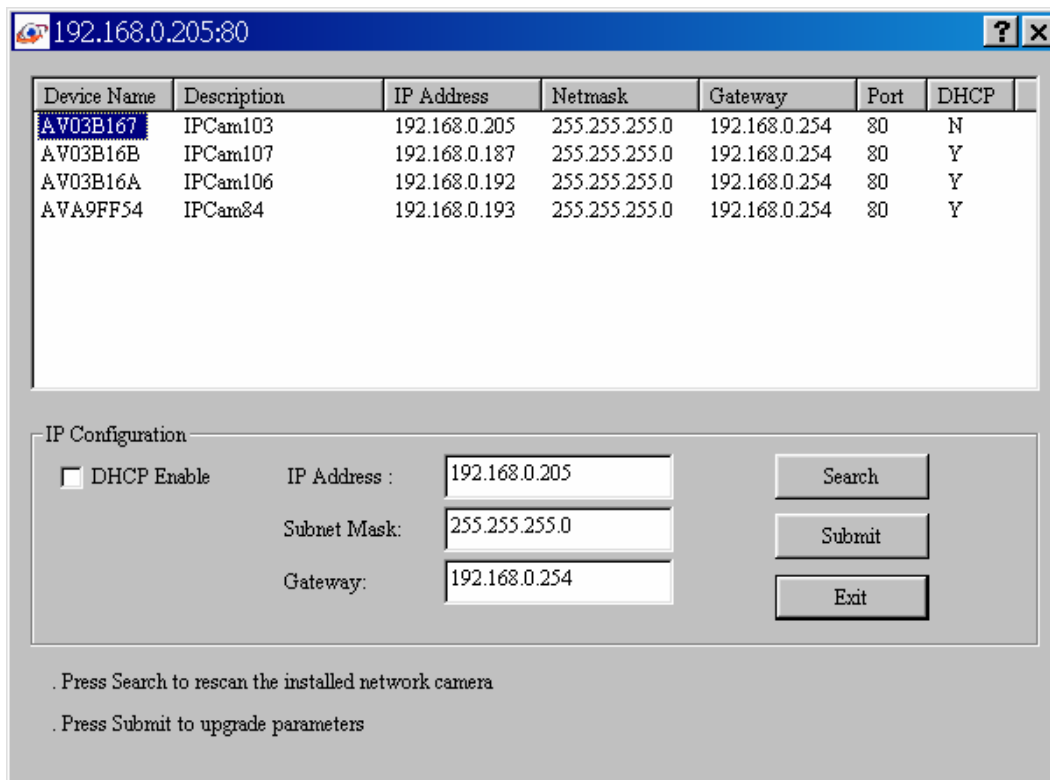 192.168.0.205:80
Device Name Description IP Address Netmask Gateway Port DHCP
AV03B167 IPCam103 192.168.0.205 255.255.255.0 192.168.0.254 80 N
AV03B16B IPCam107 192.168.0.187 255.255.255.0 192.168.0.254 80 Y
AV03B16A IPCam106 192.168.0.192 255.255.255.0 192.168.0.254 80 Y
AVA9FF54 IPCam84 192.168.0.193 255.255.255.0 192.168.0.254 80 Y
IP Configuration
DHCP Enable IP Address : 192.168.0.205 Search
Subnet Mask: 255.255.255.0 Submit
Gateway: 192.168.0.254 Exit
. Press Search to rescan the installed network camera
. Press Submit to upgrade parameters